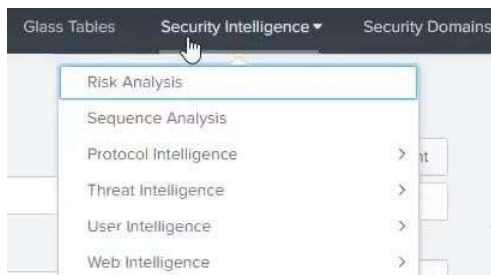 Glass Tables Security Intelligence Security Domains
Risk Analysis
Sequence Analysis
Protocol Intelligence
Threat Intelligence
User Intelligence
Web Intelligence